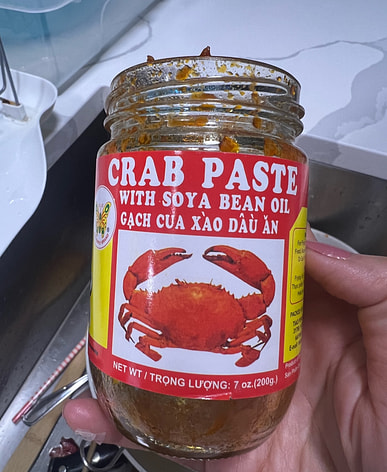 CRAB PASTE
WITH SOYA BEAN OIL
GẠCH CUA XÀO DẦU ĂN
NET WT / TRỌNG LƯỢNG: 7 oz.(200g.)